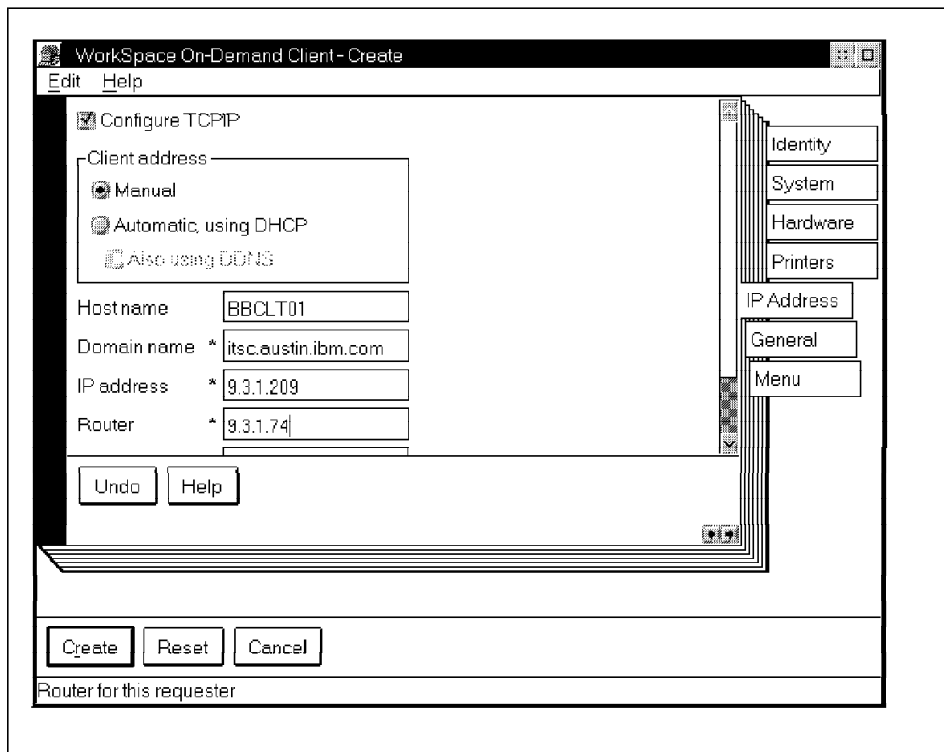 WorkSpace On-Demand Client - Create
Edit Help
Configure TCPIP
Client address
Manual
Automatic, using DHCP
Also using DDNS
Host name BBCLT01
Domain name * itsc.austin.ibm.com
IP address * 9.3.1.209
Router * 9.3.1.74
Undo Help
Identity
System
Hardware
Printers
IP Address
General
Menu
Create Reset Cancel
Router for this requester